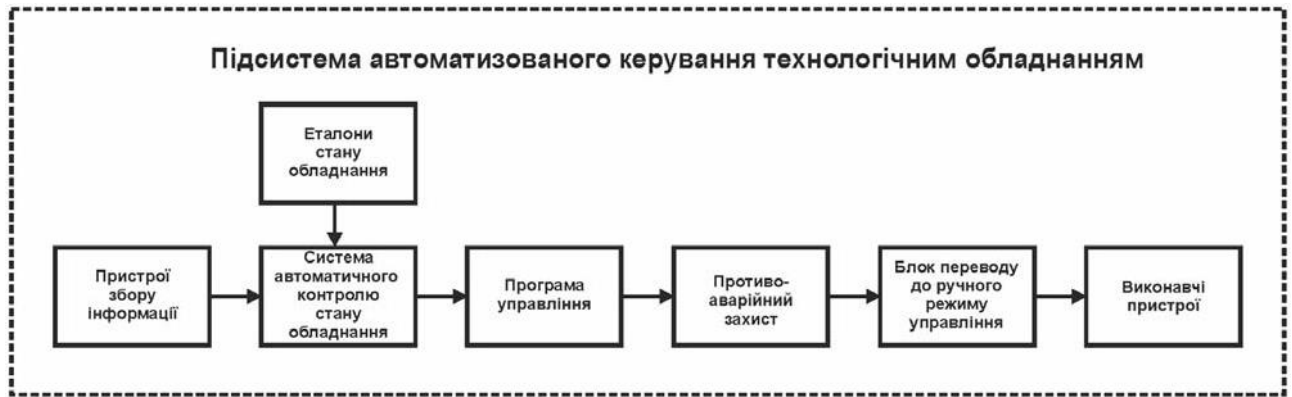 Підсистема автоматизованого керування технологічним обладнанням
Еталони
стану
обладнання
Пристрої
збору
інформації
Система
автоматичного
контролю
стану
обладнання
Програма
управління
Противо-
аварійний
захист
Блок переводу
до ручного
режиму
управління
Виконавчі
пристрої